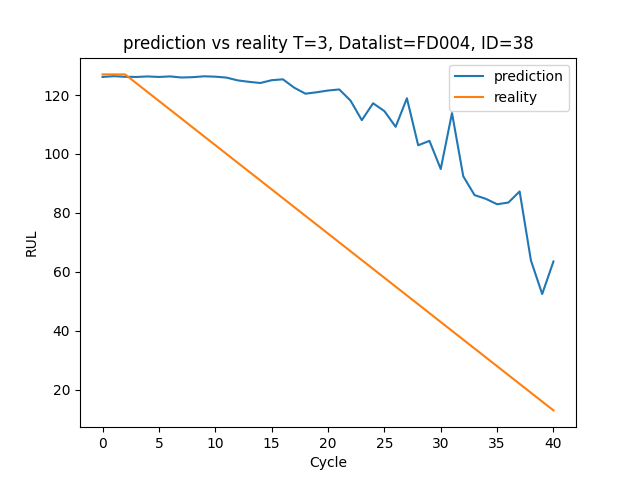 prediction vs reality T=3, Datalist=FD004, ID=38
prediction
reality
120
100
80
60
40
20
RUL
0 5 10 15 20 25 30 35 40
Cycle